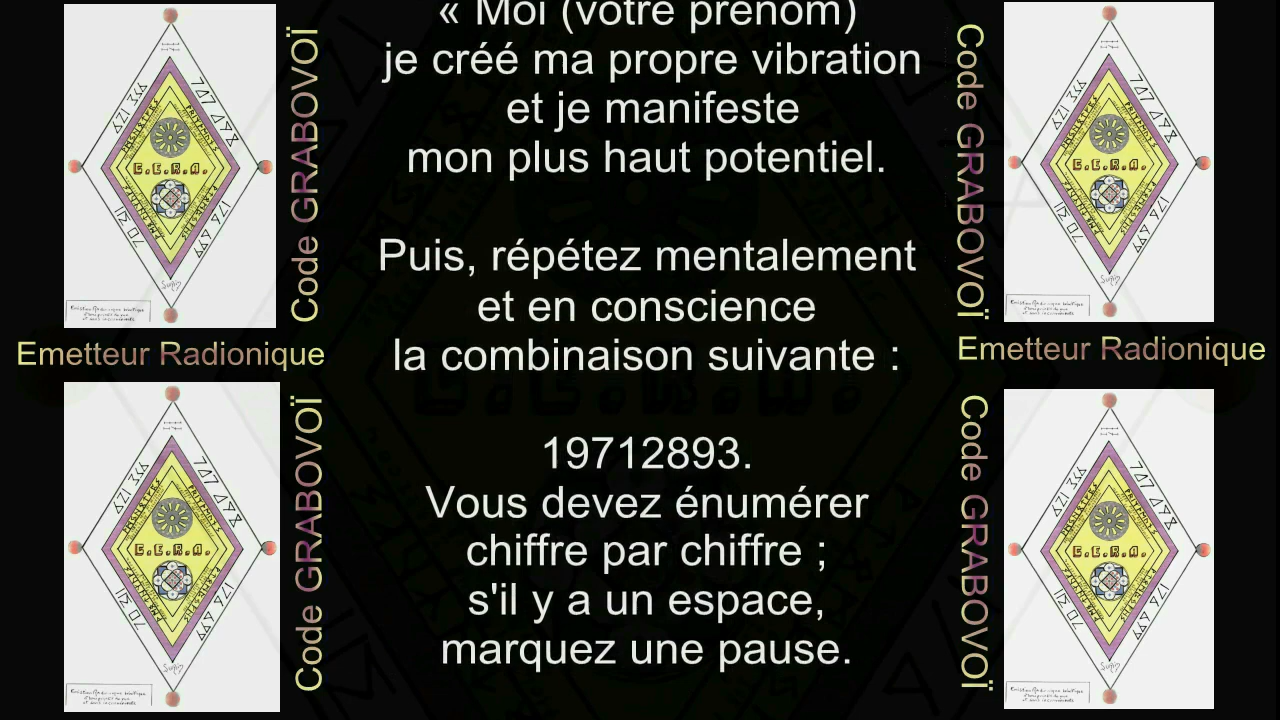 « Moi (votre prénom)
je créé ma propre vibration
et je manifeste
mon plus haut potentiel.
Puis, répétez mentalement
et en conscience
la combinaison suivante :
19712893.
Vous devez énumérer
chiffre par chiffre ;
s'il y a un espace,
marquez une pause.
Code GRABOVOÏ
Code GRABOVOÏ
Emetteur Radionique
Emetteur Radionique
Code GRABOVOÏ
Code GRABOVOÏ
E.E.R.A.
E.E.R.A.
E.E.R.A.
E.E.R.A.